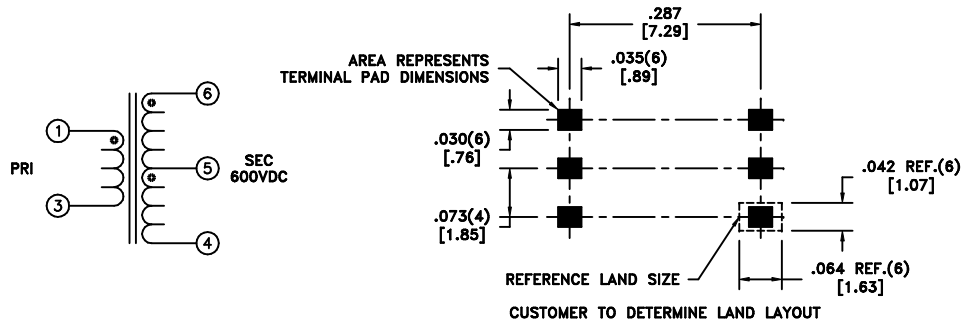 .287
[7.29]
AREA REPRESENTS
TERMINAL PAD DIMENSIONS
.035(6)
[.89]
6
1
.030(6)
[.76]
PRI
5
SEC
600VDC
.042 REF.(6)
[1.07]
3
.073(4)
[1.85]
4
REFERENCE LAND SIZE
.064 REF.(6)
[1.63]
CUSTOMER TO DETERMINE LAND LAYOUT